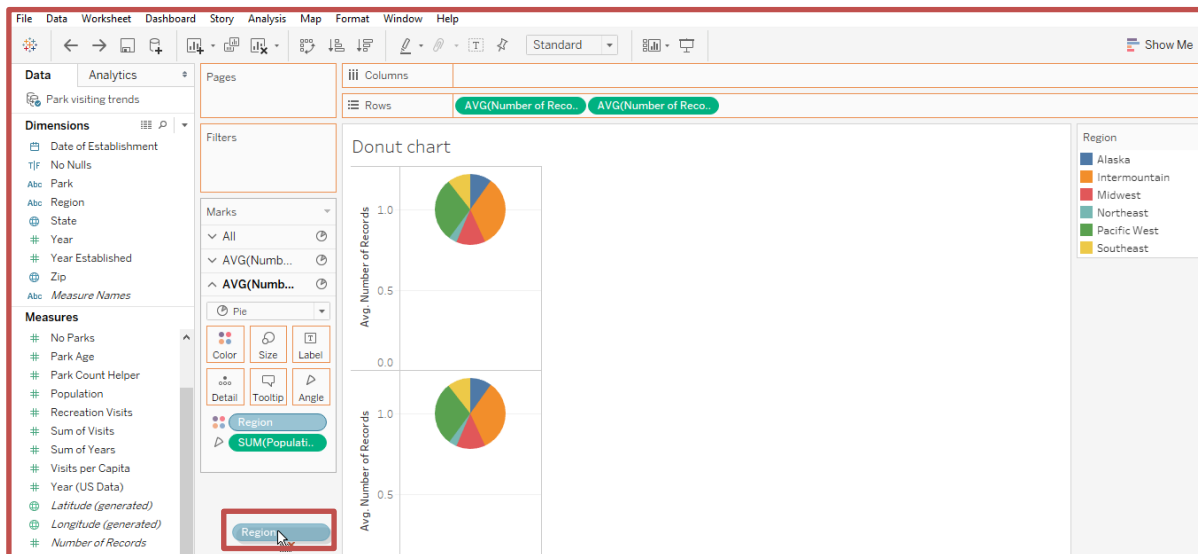 File Data Worksheet Dashboard Story Analysis Map Format Window Help
Standard
Show Me
Data Analytics
Park visiting trends
Dimensions
Date of Establishment
T|F No Nulls
Abc Park
Abc Region
State
# Year
# Year Established
Zip
Abc Measure Names
Measures
# No Parks
# Park Age
# Park Count Helper
# Population
# Recreation Visits
# Sum of Visits
# Sum of Years
# Visits per Capita
# Year (US Data)
Latitude (generated)
Longitude (generated)
# Number of Records
Pages
Filters
Marks
All
AVG(Numb...
AVG(Numb...
Pie
Color Size Label
Detail Tooltip Angle
Region
SUM(Populati..
Region
Columns
Rows AVG(Number of Reco.. AVG(Number of Reco..
Donut chart
Avg. Number of Records
1.0
0.5
0.0
Avg. Number of Records
1.0
0.5
Region
Alaska
Intermountain
Midwest
Northeast
Pacific West
Southeast